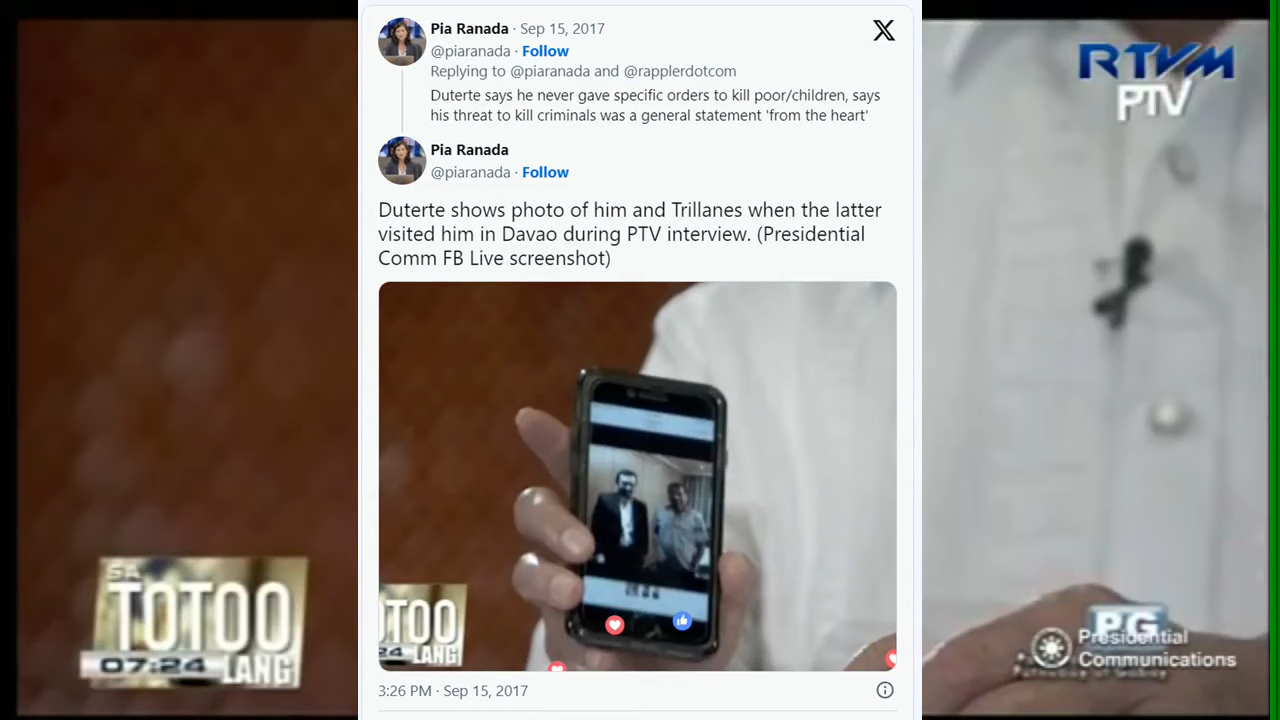 Pia Ranada · Sep 15, 2017
@piaranada · Follow
Replying to @piaranada and @rapplerdotcom
Duterte says he never gave specific orders to kill poor/children, says
his threat to kill criminals was a general statement 'from the heart'
Pia Ranada
@piaranada · Follow
Duterte shows photo of him and Trillanes when the latter
visited him in Davao during PTV interview. (Presidential
Comm FB Live screenshot)
TOTOO
24 LANG
3:26 PM · Sep 15, 2017
SA
TOTOO
07:24 LANG
RTVM
PTV
PG
Presidential
Communications